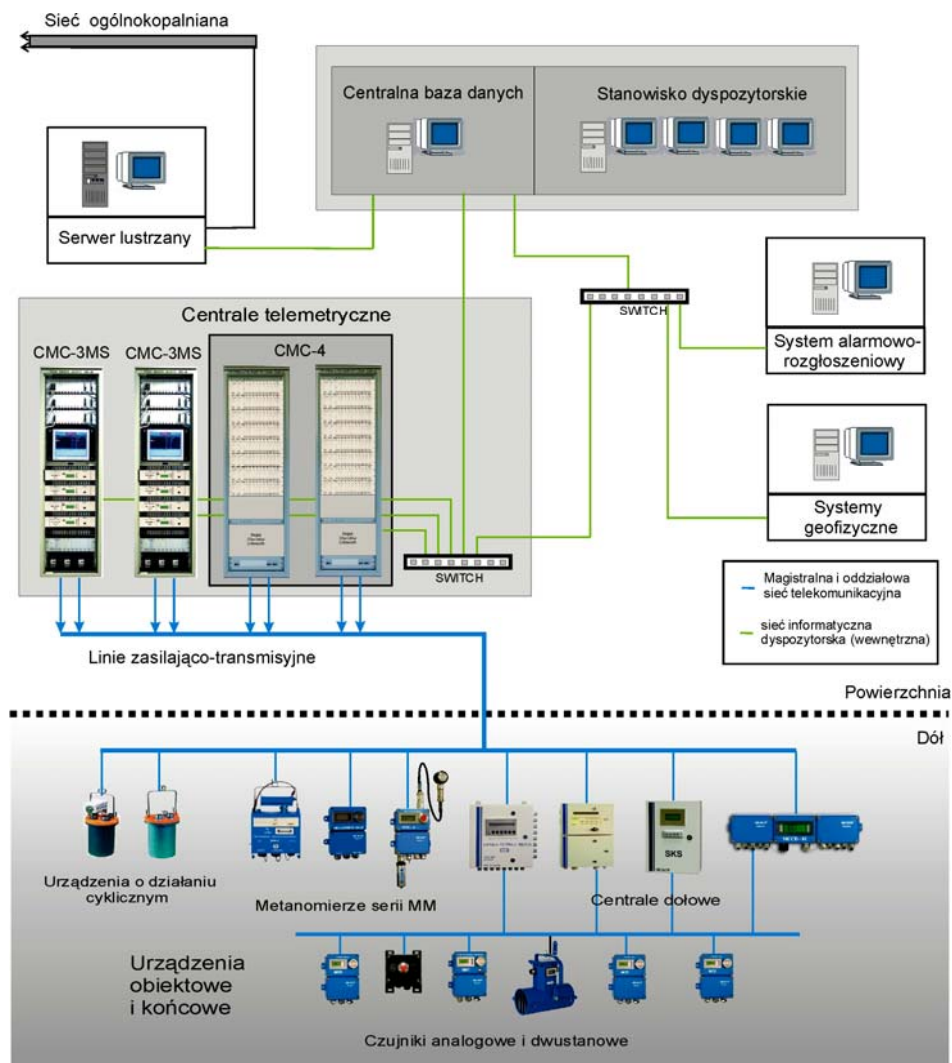 Sieć ogólnokopalniana
Centralna baza danych
Stanowisko dyspozytorskie
Serwer lustrzany
SWITCH
System alarmowo-
rozgłoszeniowy
Centrale telemetryczne
CMC-3MS
CMC-3MS
CMC-4
Systemy
geofizyczne
SWITCH
Magistralna i oddziałowa
sieć telekomunikacyjna
sieć informatyczna
dyspozytorska (wewnętrzna)
Linie zasilająco-transmisyjne
Powierzchnia
Dół
SKS
Urządzenia o działaniu
cyklicznym
Metanomierze serii MM
Centrale dołowe
Urządzenia
obiektowe
i końcowe
Czujniki analogowe i dwustanowe